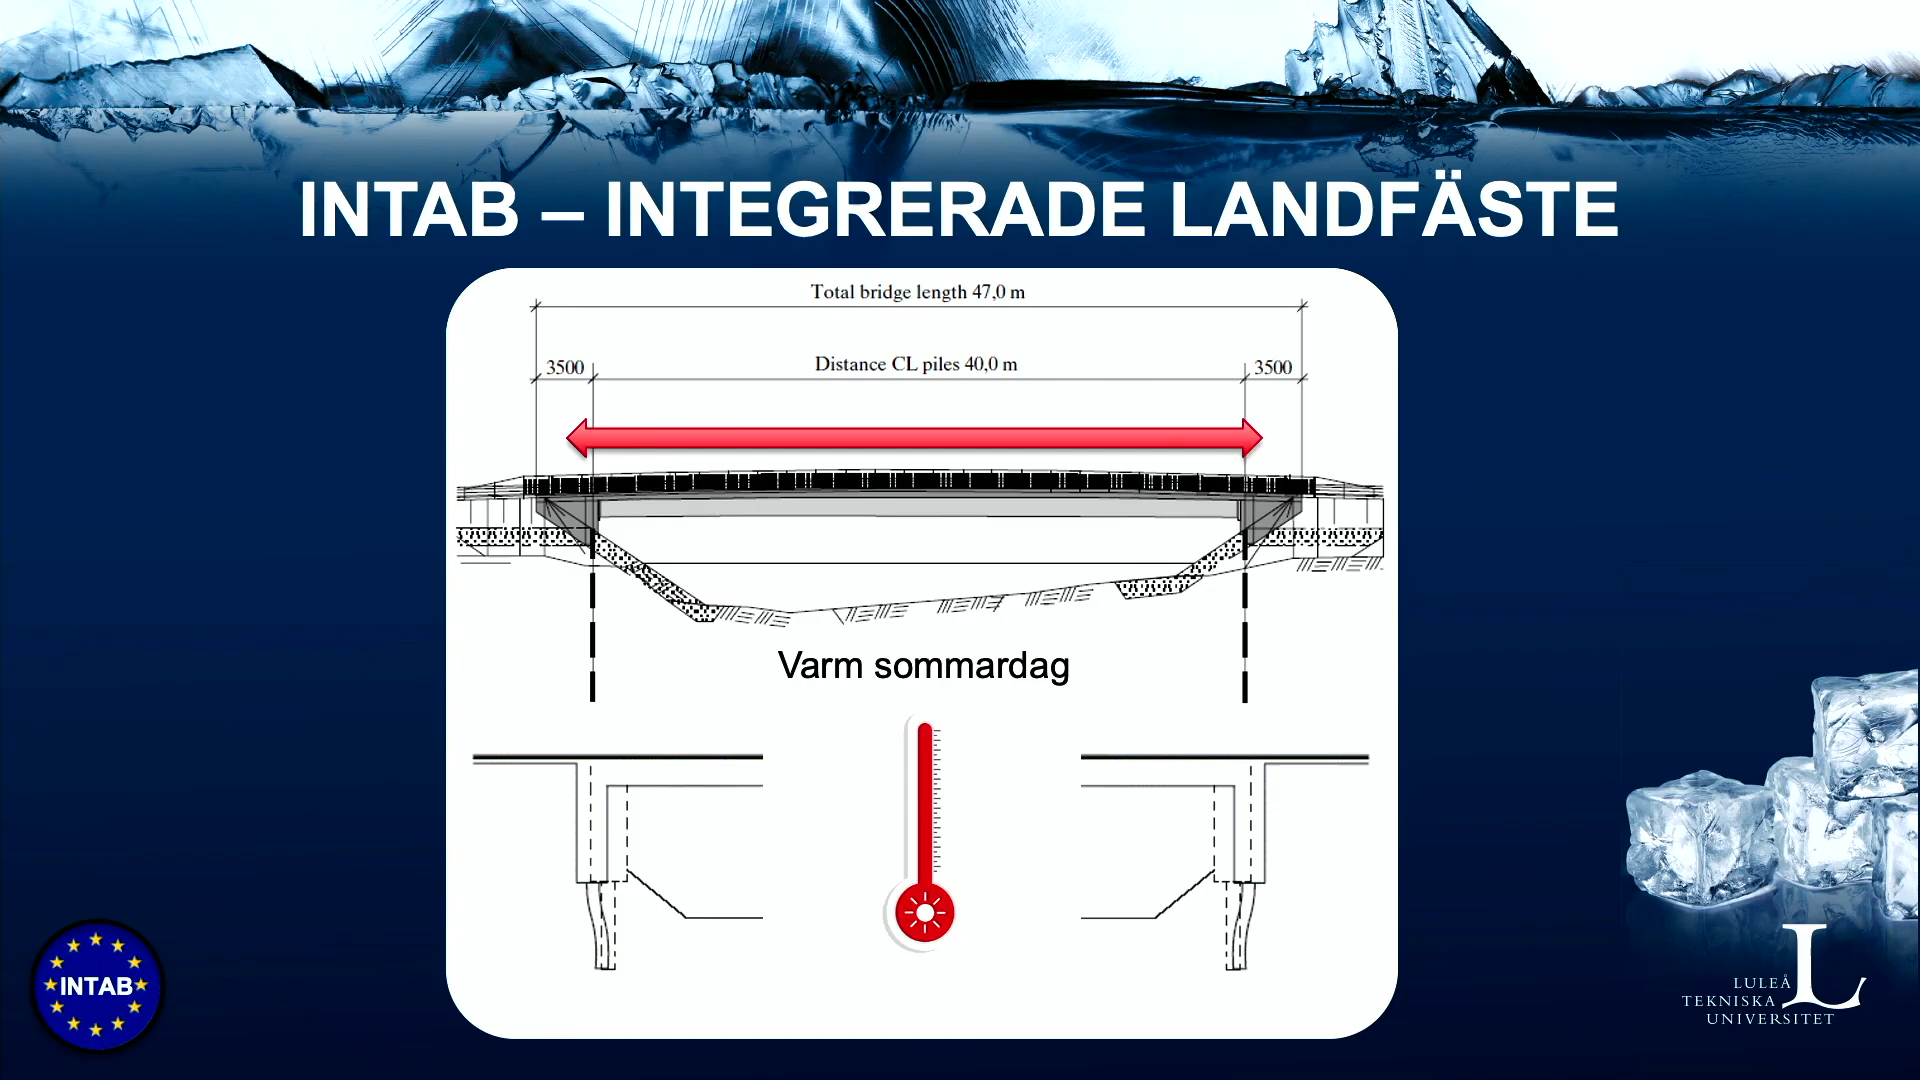 INTAB – INTEGRERADE LANDFÄSTE
Total bridge length 47,0 m
3500
Distance CL piles 40,0 m
3500
Varm sommardag
INTAB
LULEÅ
TEKNISKA
UNIVERSITET
L